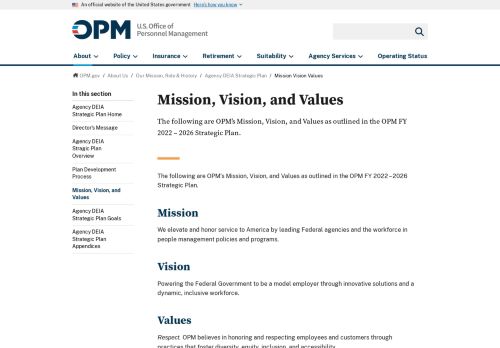 An official website of the United States government Here's how you know
OPM
U.S. Office of
Personnel Management
About Policy Insurance Retirement Suitability Agency Services Operating Status
OPM.gov / About Us / Our Mission, Role & History / Agency DEIA Strategic Plan / Mission Vision Values
In this section
Agency DEIA
Strategic Plan Home
Director's Message
Agency DEIA
Stragic Plan
Overview
Plan Development
Process
Mission, Vision, and
Values
Agency DEIA
Strategic Plan Goals
Agency DEIA
Strategic Plan
Appendices
Mission, Vision, and Values
The following are OPM's Mission, Vision, and Values as outlined in the OPM FY
2022 – 2026 Strategic Plan.
The following are OPM's Mission, Vision, and Values as outlined in the OPM FY 2022 – 2026
Strategic Plan.
Mission
We elevate and honor service to America by leading Federal agencies and the workforce in
people management policies and programs.
Vision
Powering the Federal Government to be a model employer through innovative solutions and a
dynamic, inclusive workforce.
Values
Respect. OPM believes in honoring and respecting employees and customers through
practices that foster diversity, equity, inclusion, and accessibility.